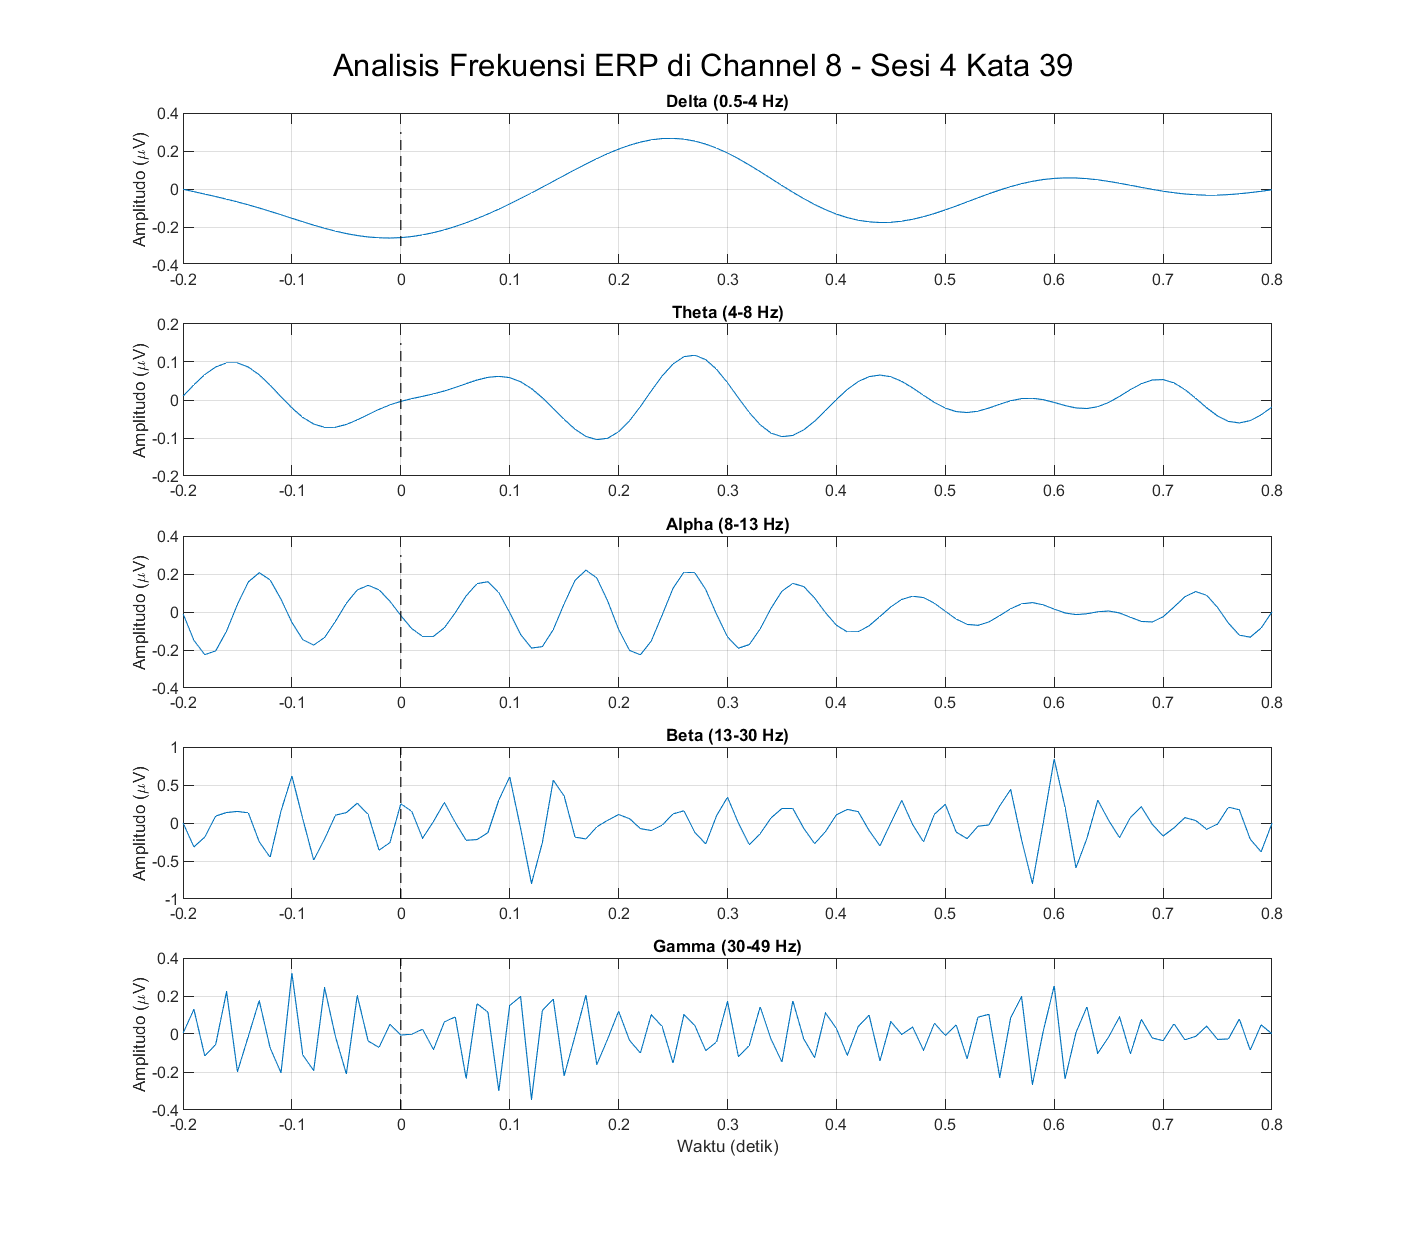 Analisis Frekuensi ERP di Channel 8 - Sesi 4 Kata 39
Delta (0.5-4 Hz)
Amplitudo (μV)
0.4
0.2
0
-0.2
-0.4
-0.2 -0.1 0 0.1 0.2 0.3 0.4 0.5 0.6 0.7 0.8
Theta (4-8 Hz)
Amplitudo (μV)
0.2
0.1
0
-0.1
-0.2
-0.2 -0.1 0 0.1 0.2 0.3 0.4 0.5 0.6 0.7 0.8
Alpha (8-13 Hz)
Amplitudo (μV)
0.4
0.2
0
-0.2
-0.4
-0.2 -0.1 0 0.1 0.2 0.3 0.4 0.5 0.6 0.7 0.8
Beta (13-30 Hz)
Amplitudo (μV)
1
0.5
0
-0.5
-1
-0.2 -0.1 0 0.1 0.2 0.3 0.4 0.5 0.6 0.7 0.8
Gamma (30-49 Hz)
Amplitudo (μV)
0.4
0.2
0
-0.2
-0.4
-0.2 -0.1 0 0.1 0.2 0.3 0.4 0.5 0.6 0.7 0.8
Waktu (detik)